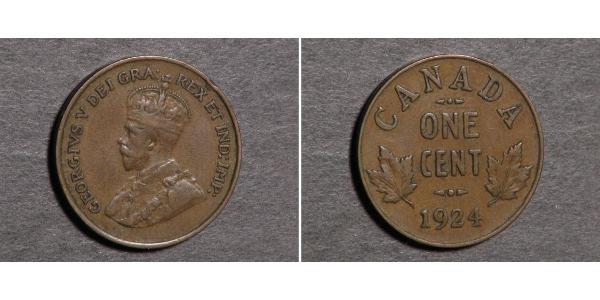 GEORGIVS V DEI GRA: REX ET IND: IMP:
CANADA
ONE
CENT
1924